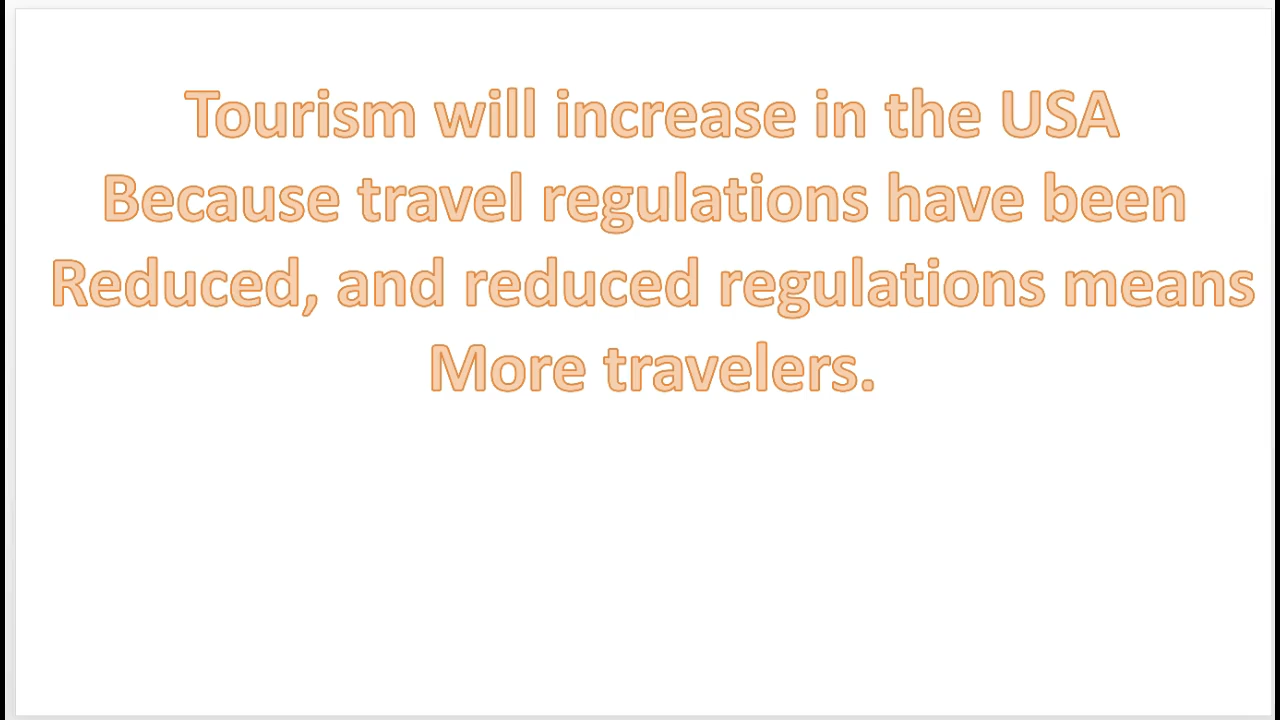 Tourism will increase in the USA
Because travel regulations have been
Reduced, and reduced regulations means
More travelers.